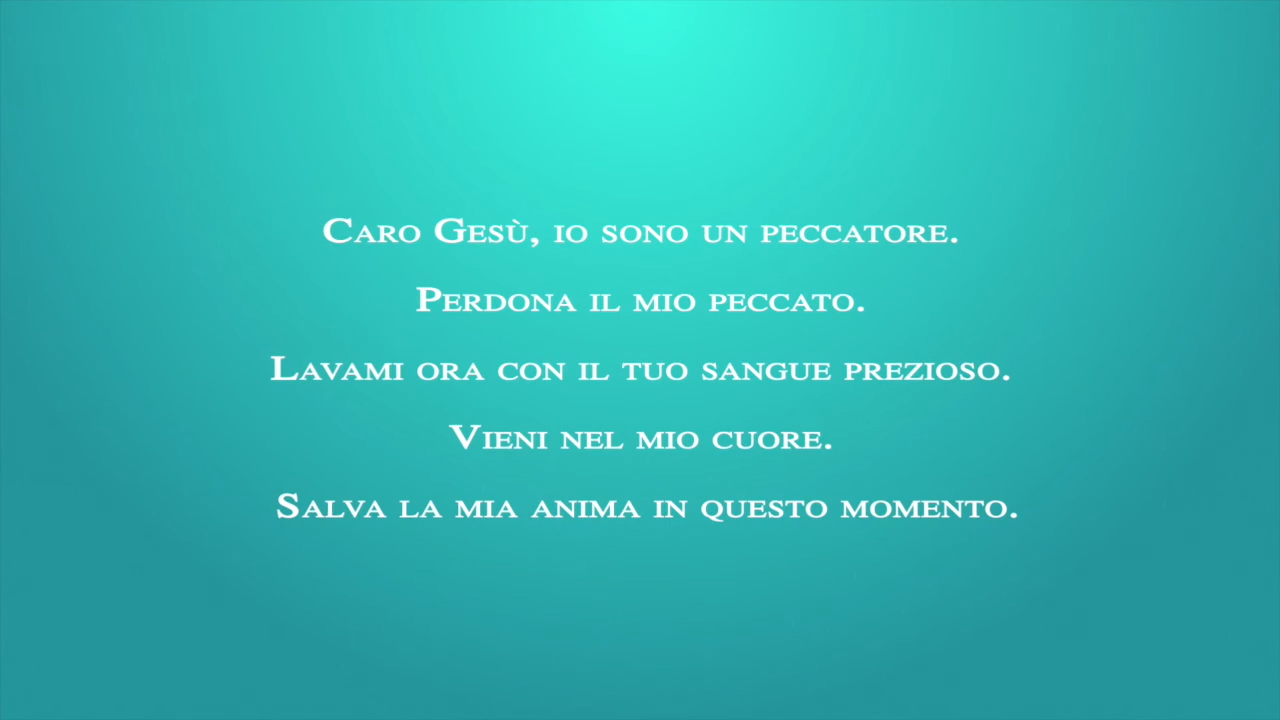 Caro Gesù, io sono un peccatore.
Perdona il mio peccato.
Lavami ora con il tuo sangue prezioso.
Vieni nel mio cuore.
Salva la mia anima in questo momento.